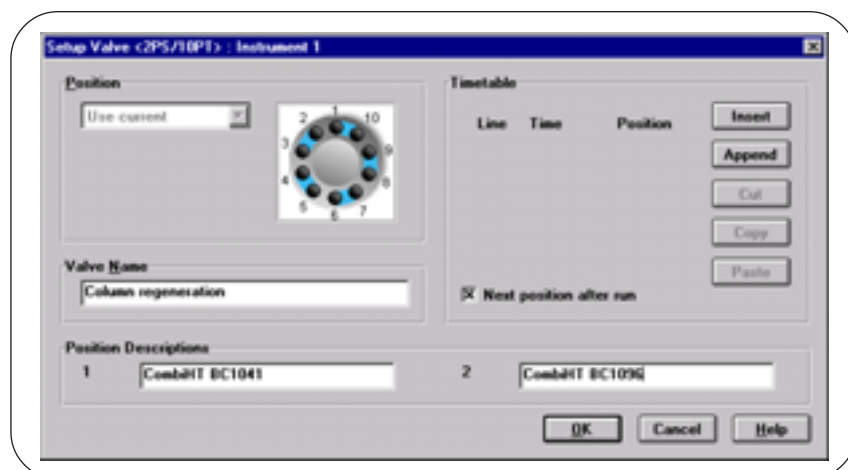 Setup Valve <2PS/10PT> : Instrument 1
Position
Use current
1
2
3
4
5
6
7
8
9
10
Valve Name
Column regeneration
Timetable
Line Time Position
Insert
Append
Cut
Copy
Paste
Next position after run
Position Descriptions
1 CombiHT BC1041 2 CombiHT BC1096
OK Cancel Help